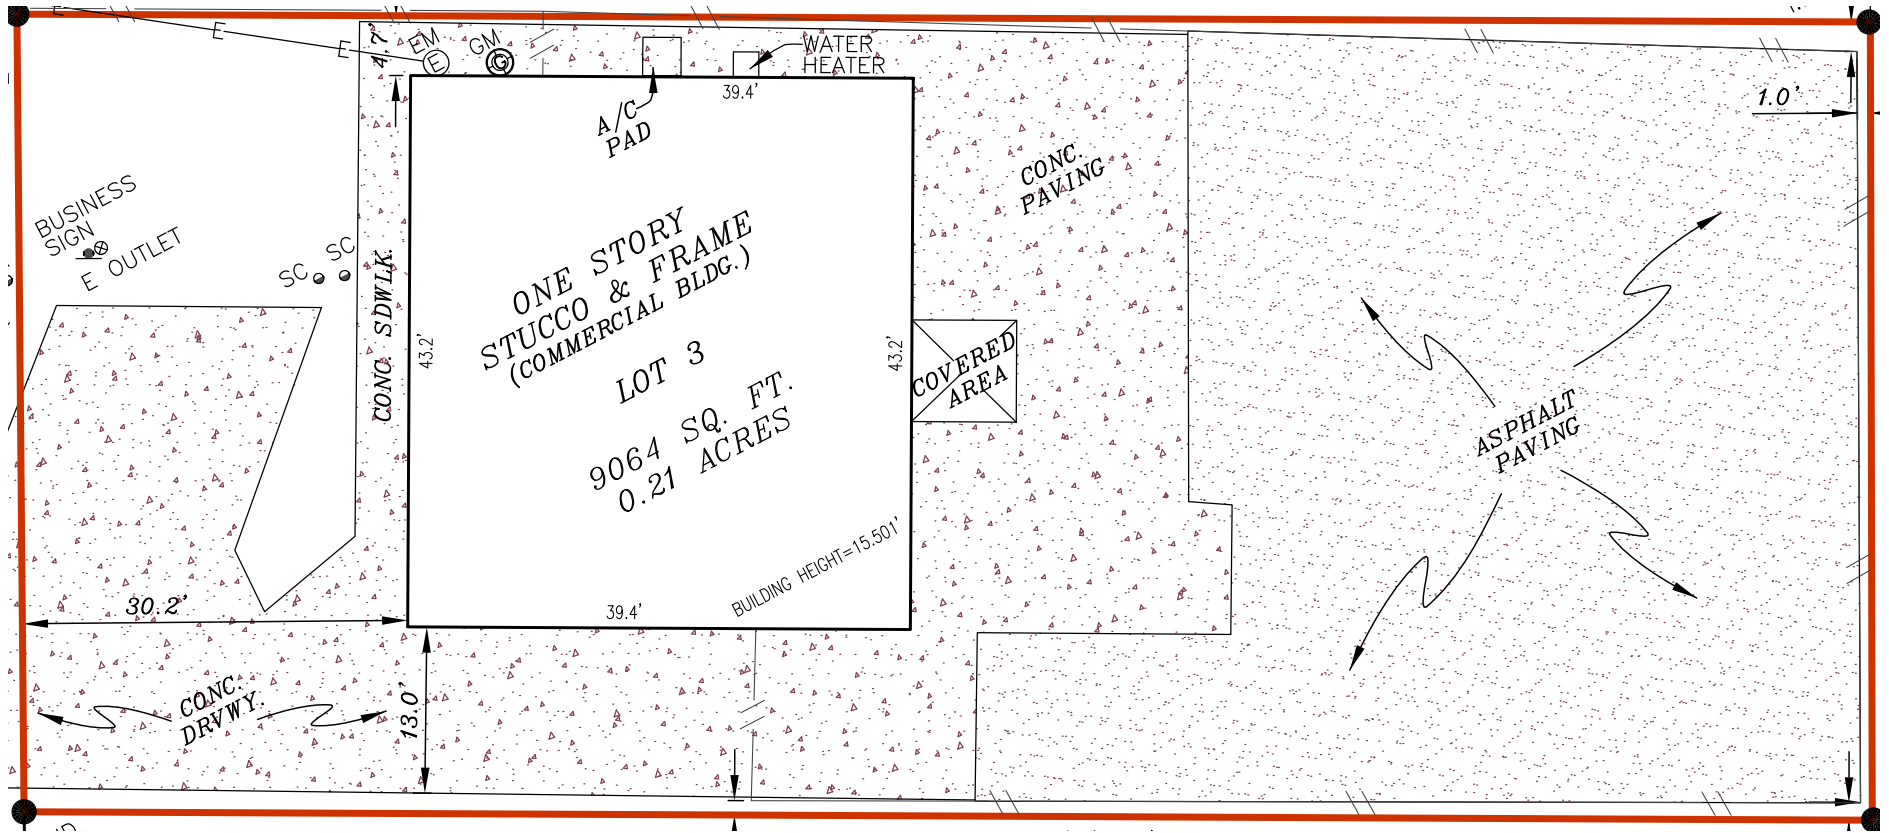 E
E
E
4.7'
EM
E
GM
G
WATER
HEATER
39.4'
A/C
PAD
1.0'
CONC.
PAVING
BUSINESS
SIGN
E OUTLET
SC
SC
CONC. SDWLK.
ONE STORY
STUCCO & FRAME
(COMMERCIAL BLDG.)
LOT 3
9064 SQ. FT.
0.21 ACRES
43.2'
43.2'
COVERED
AREA
ASPHALT
PAVING
BUILDING HEIGHT=15.501'
39.4'
30.2'
CONC.
DRVWY.
13.0'